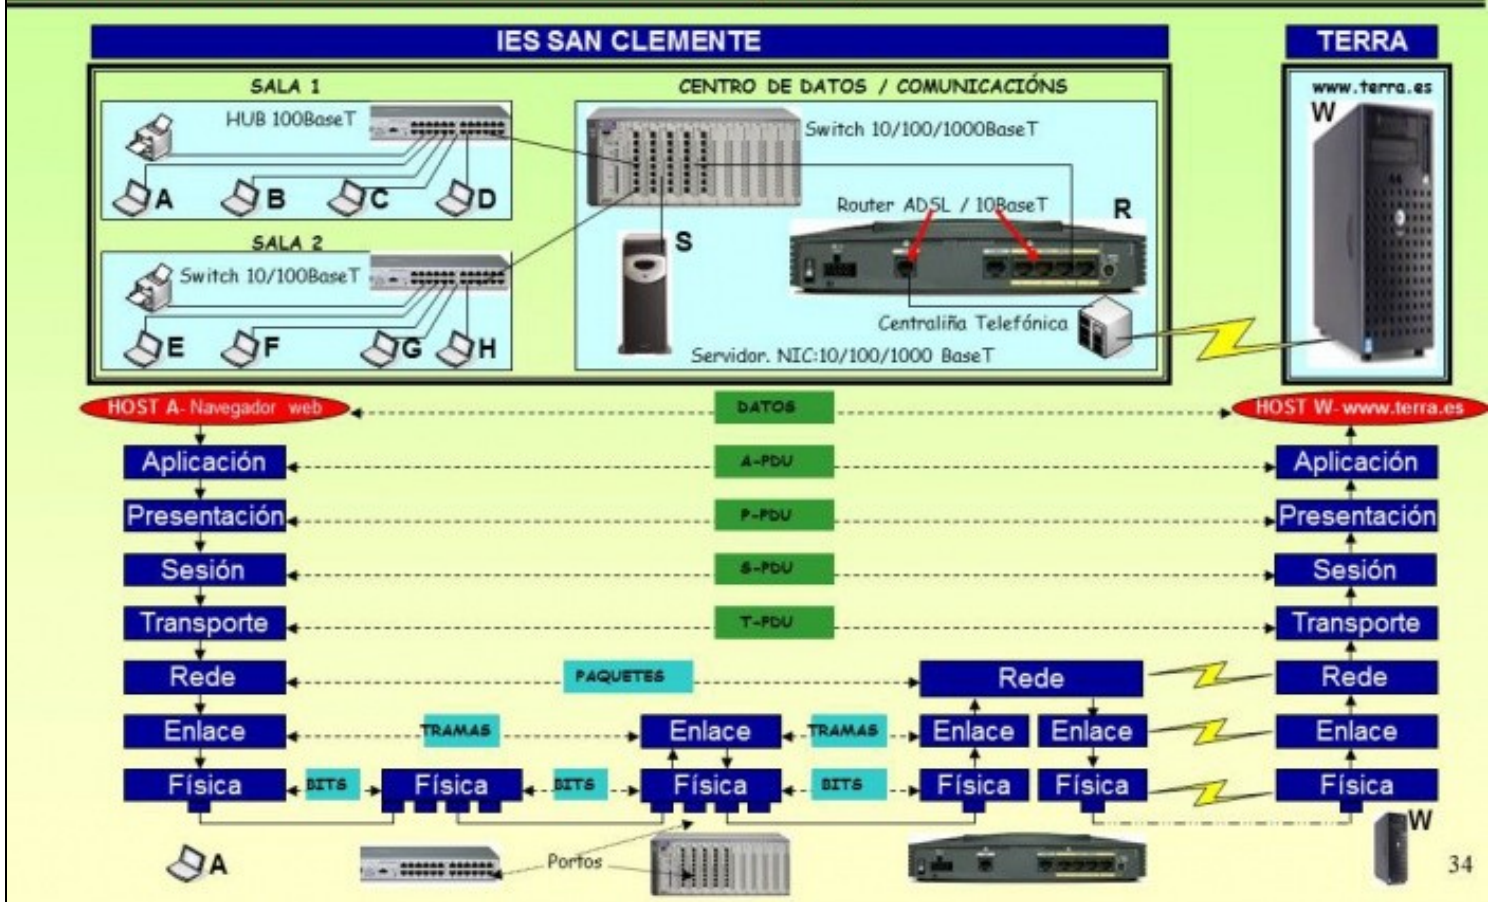 IES SAN CLEMENTE
TERRA
SALA 1
HUB 100BaseT
A
B
C
D
SALA 2
Switch 10/100BaseT
E
F
G
H
CENTRO DE DATOS / COMUNICACIÓNS
Switch 10/100/1000BaseT
Router ADSL / 10BaseT
R
S
Centraliña Telefónica
Servidor. NIC:10/100/1000 BaseT
www.terra.es
W
HOST A- Navegador web
DATOS
HOST W- www.terra.es
Aplicación
A-PDU
Aplicación
Presentación
P-PDU
Presentación
Sesión
S-PDU
Sesión
Transporte
T-PDU
Transporte
Rede
PAQUETES
Rede
Rede
Enlace
TRAMAS
Enlace
TRAMAS
Enlace
Enlace
Enlace
Física
BITS
Física
BITS
Física
BITS
Física
Física
Física
A
Portos
W
34